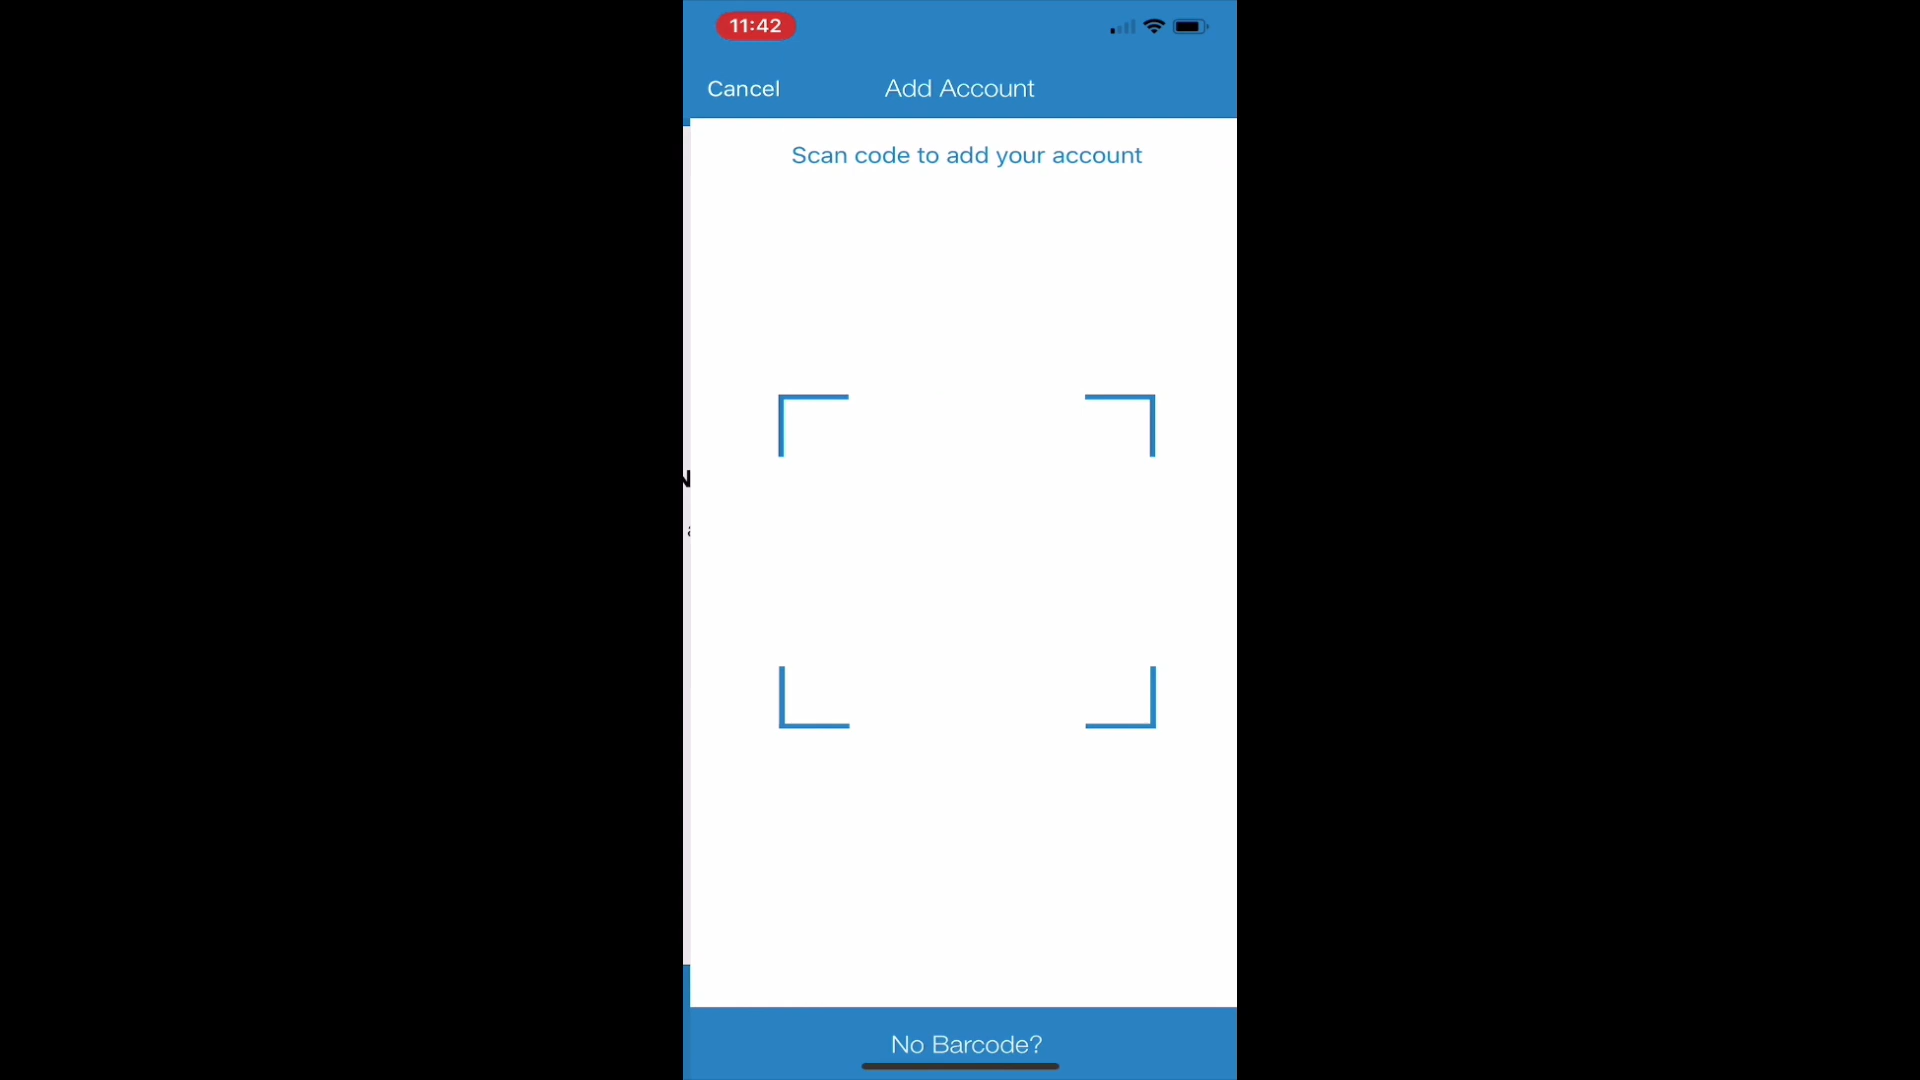 11:42
Cancel
Add Account
Scan code to add your account
No Barcode?